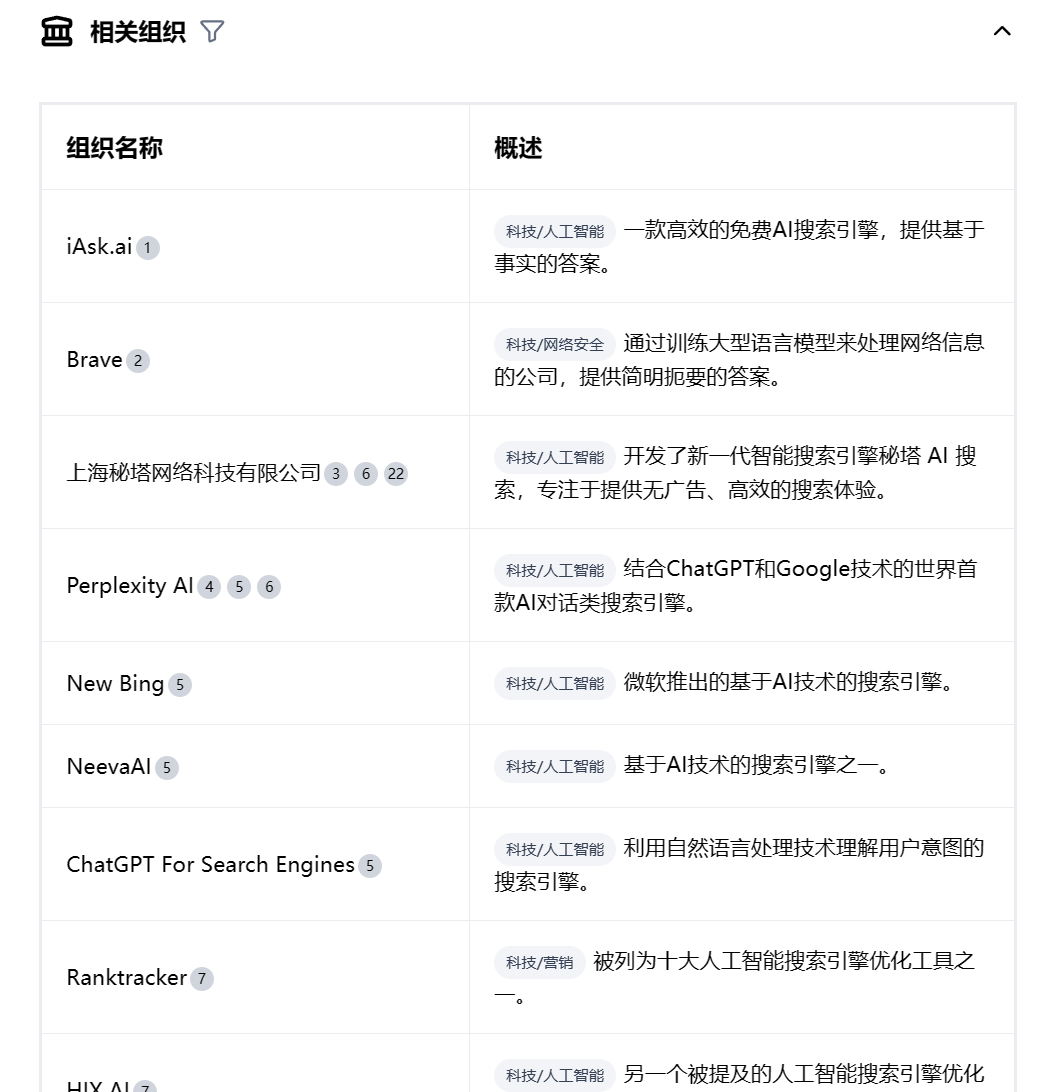 相关组织
组织名称
概述
iAsk.ai 1
科技/人工智能 一款高效的免费AI搜索引擎，提供基于
事实的答案。
Brave 2
科技/网络安全 通过训练大型语言模型来处理网络信息
的公司，提供简明扼要的答案。
上海秘塔网络科技有限公司 3 6 22
科技/人工智能 开发了新一代智能搜索引擎秘塔 AI 搜
索，专注于提供无广告、高效的搜索体验。
Perplexity AI 4 5 6
科技/人工智能 结合ChatGPT和Google技术的世界首
款AI对话类搜索引擎。
New Bing 5
科技/人工智能 微软推出的基于AI技术的搜索引擎。
NeevaAI 5
科技/人工智能 基于AI技术的搜索引擎之一。
ChatGPT For Search Engines 5
科技/人工智能 利用自然语言处理技术理解用户意图的
搜索引擎。
Ranktracker 7
科技/营销 被列为十大人工智能搜索引擎优化工具之
一。
HIX AI 7
科技/人工智能 另一个被提及的人工智能搜索引擎优化